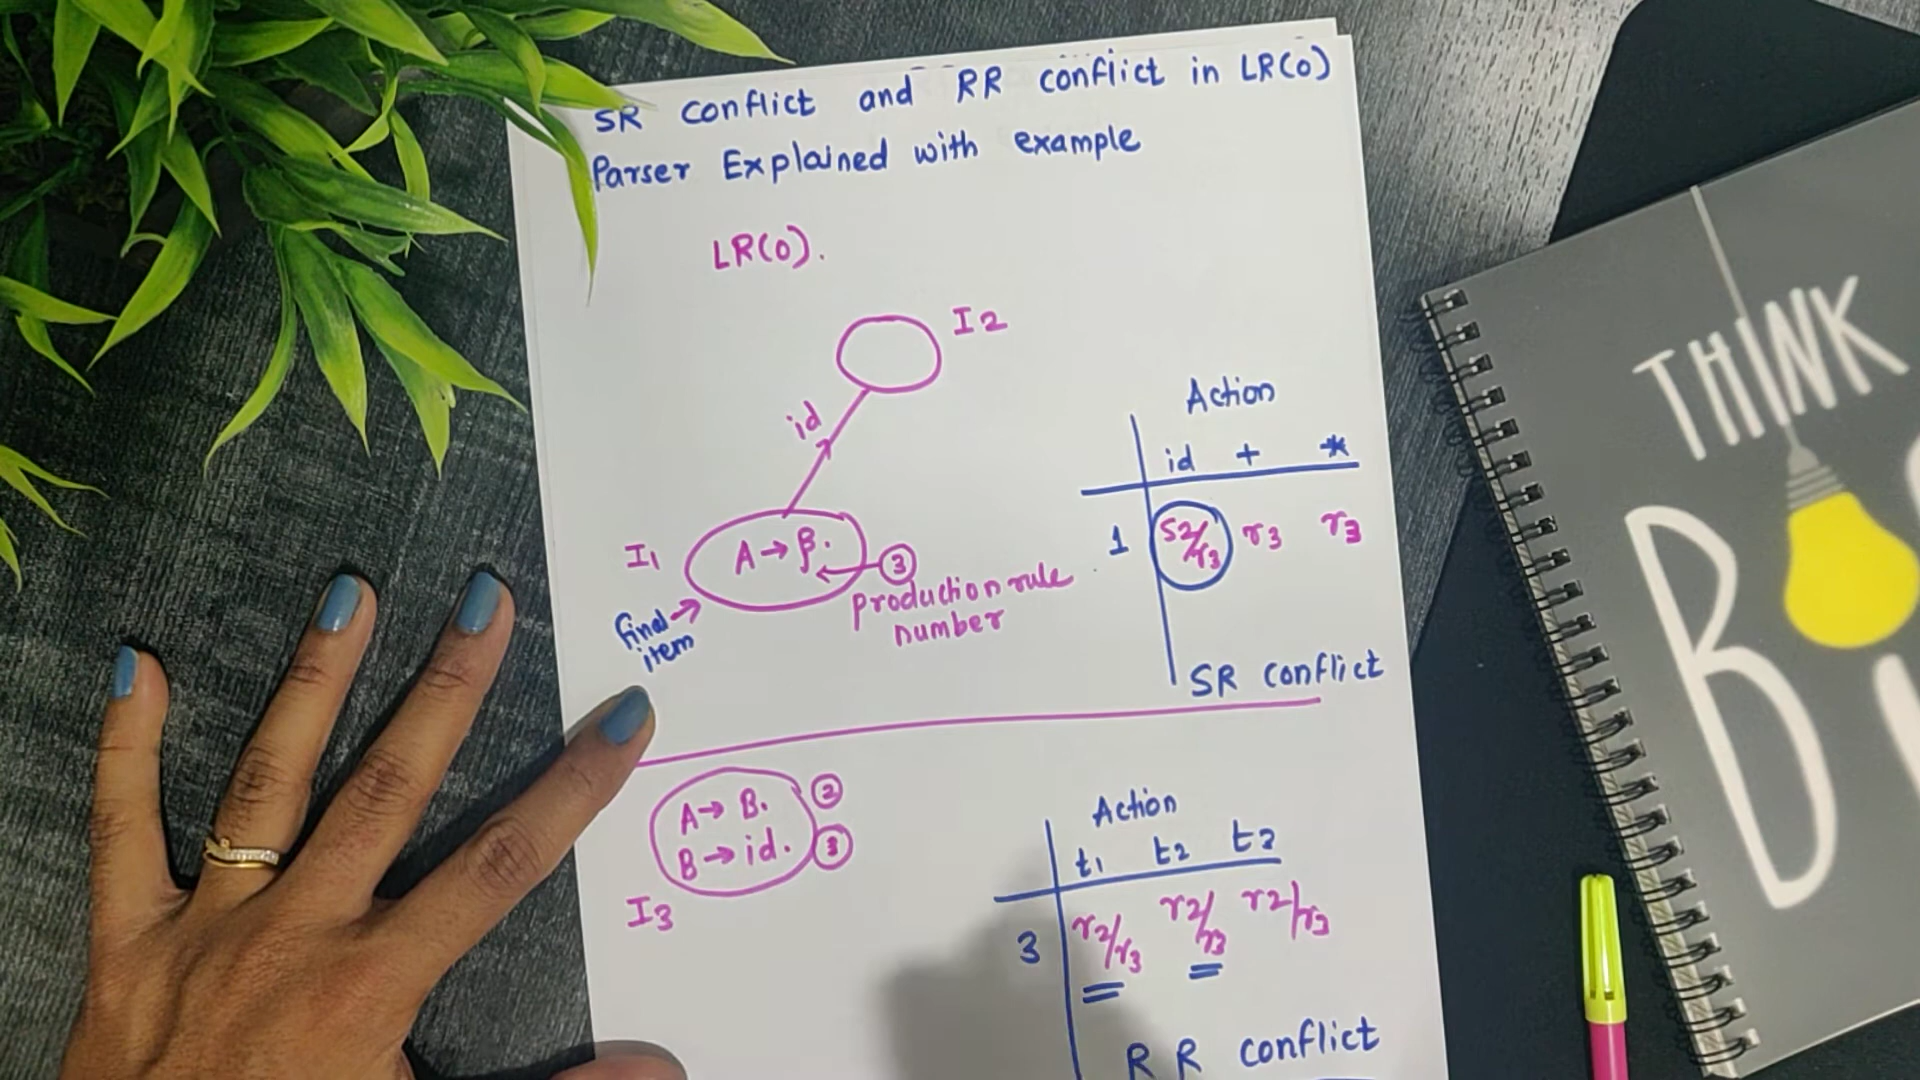 SR conflict and RR conflict in LR(0)
Parser Explained with example
LR(0).
I2
id
I1
A→β.
3
production rule
number
final
item
Action
id + *
1 S2/r3 r3 r3
SR conflict
A→B. 2
B→id. 3
I3
Action
t1 t2 t3
3 r2/r3 r2/r3 r2/r3
RR conflict
THINK